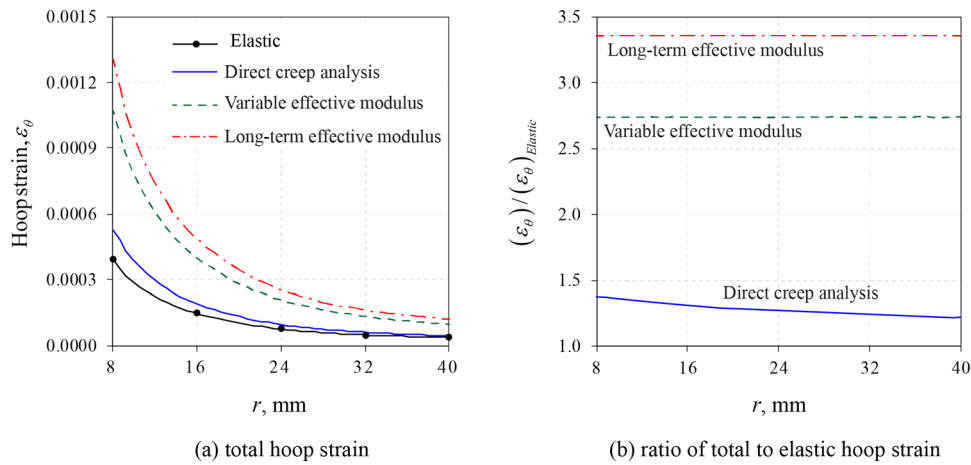 0.0015
0.0012
0.0009
0.0006
0.0003
0.0000
Hoop strain, εθ
Elastic
Direct creep analysis
Variable effective modulus
Long-term effective modulus
8 16 24 32 40
r, mm
(a) total hoop strain
3.5
3.0
2.5
2.0
1.5
1.0
(εθ) / (εθ)Elastic
Long-term effective modulus
Variable effective modulus
Direct creep analysis
8 16 24 32 40
r, mm
(b) ratio of total to elastic hoop strain